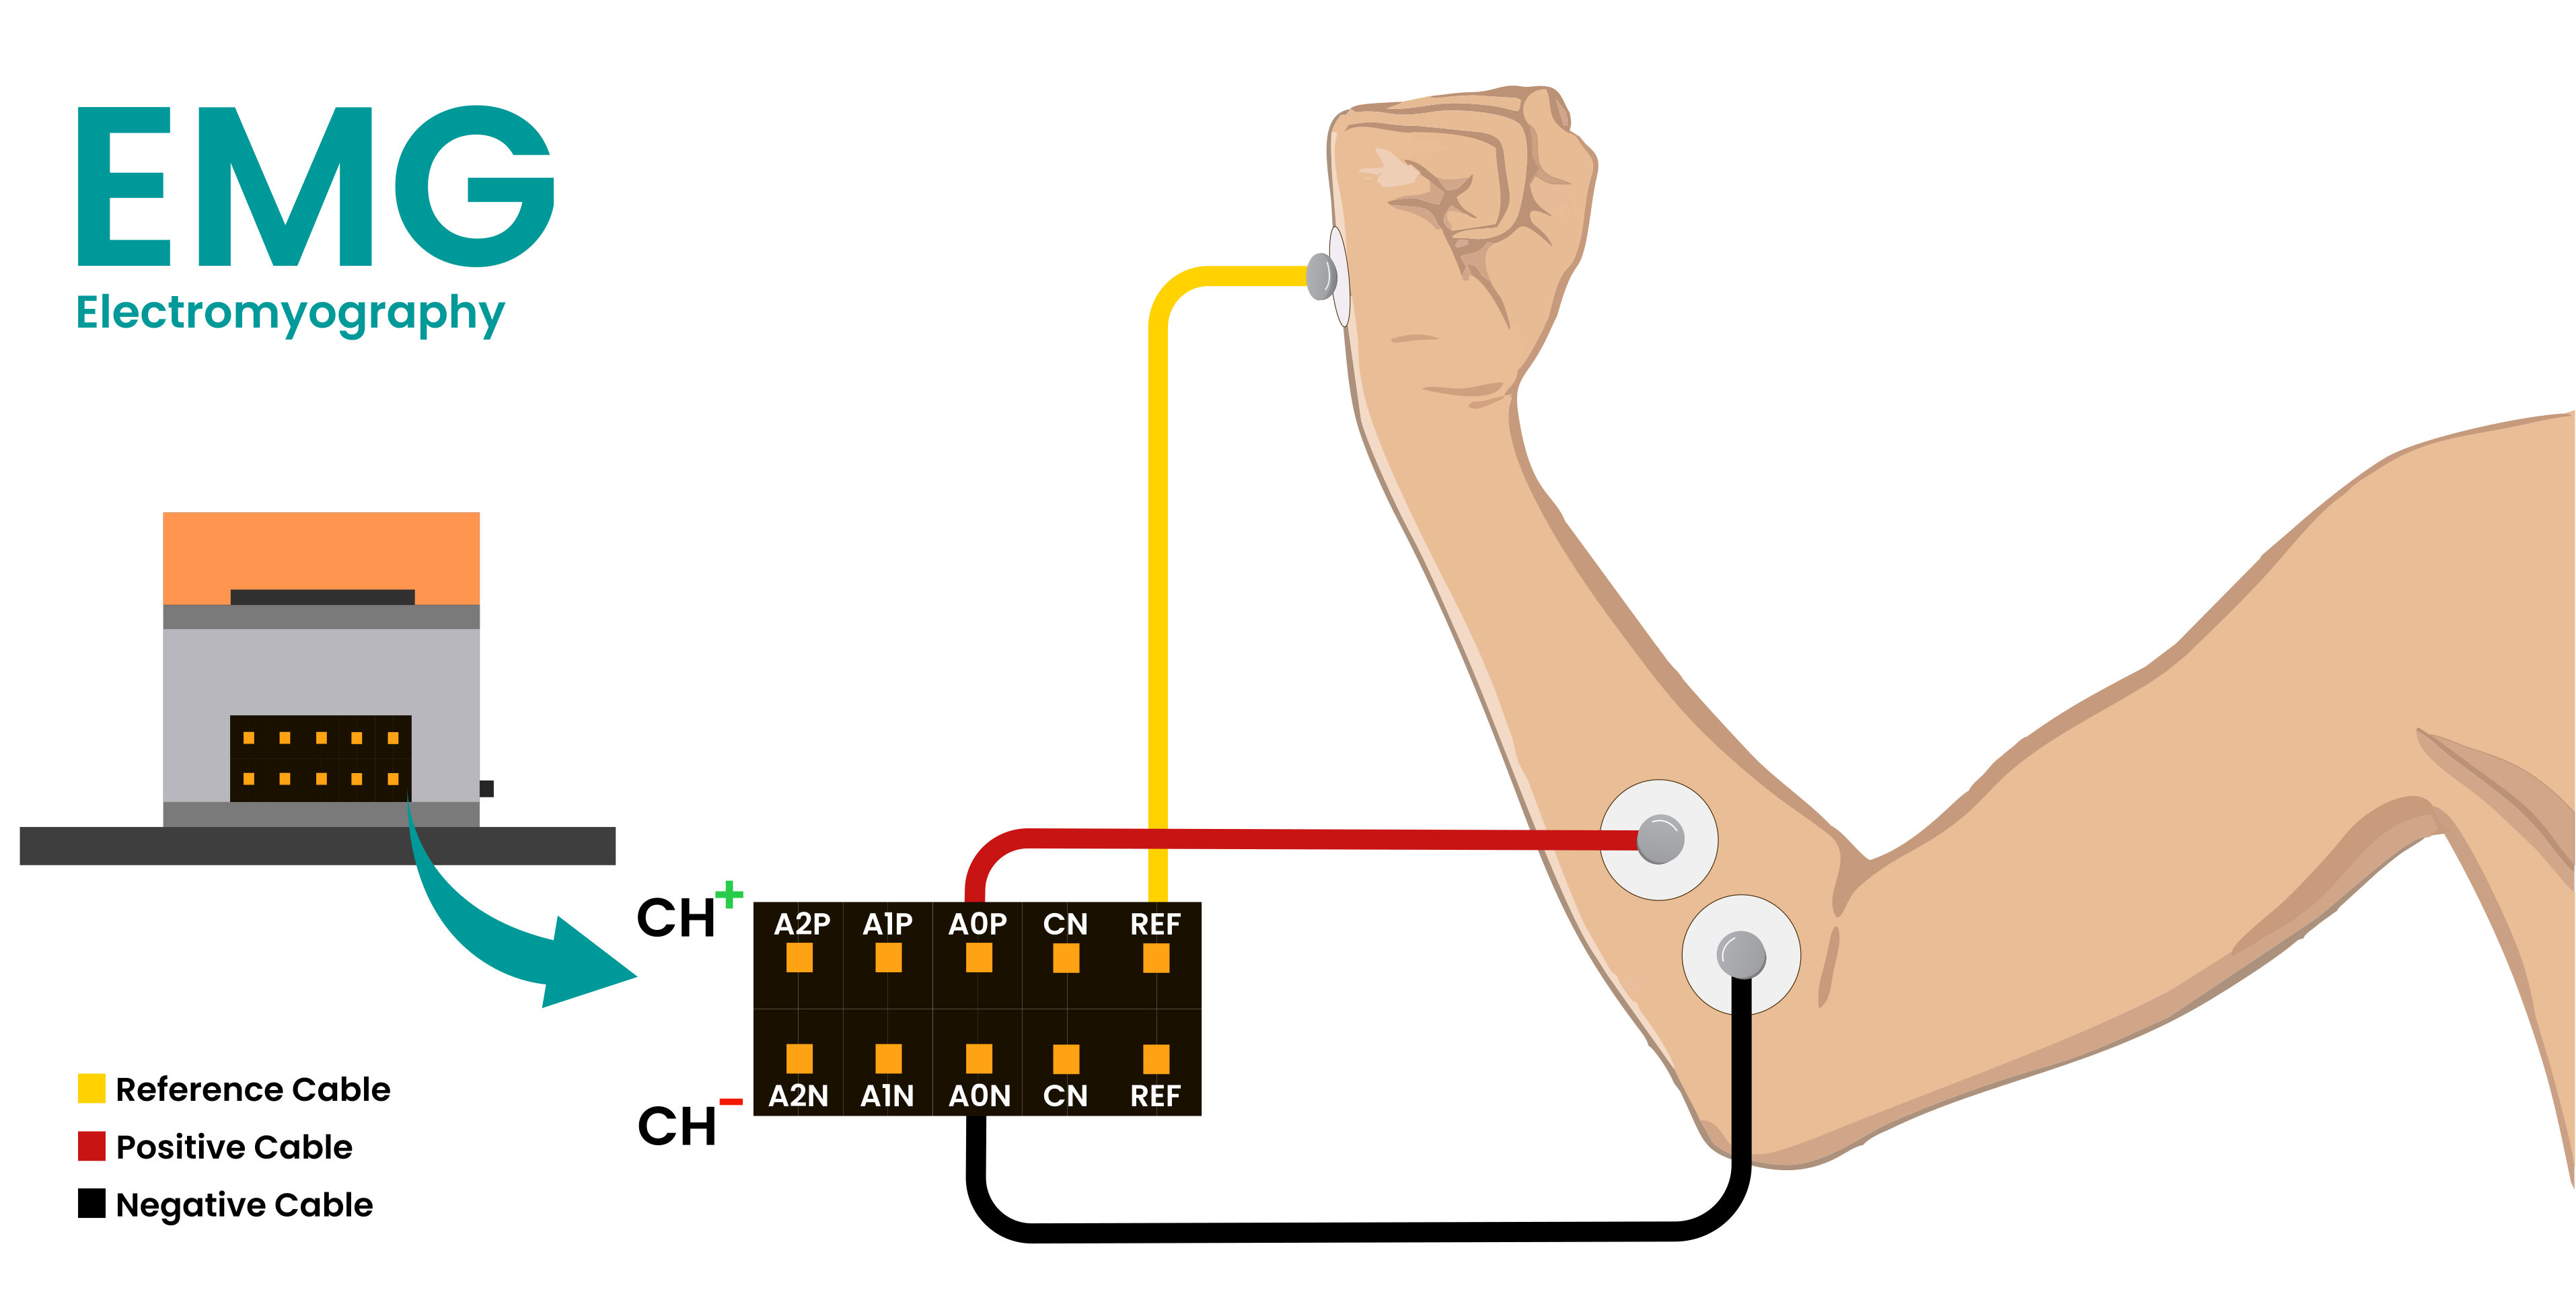 EMG
Electromyography
CH+
A2P A1P A0P CN REF
A2N A1N A0N CN REF
CH-
Reference Cable
Positive Cable
Negative Cable